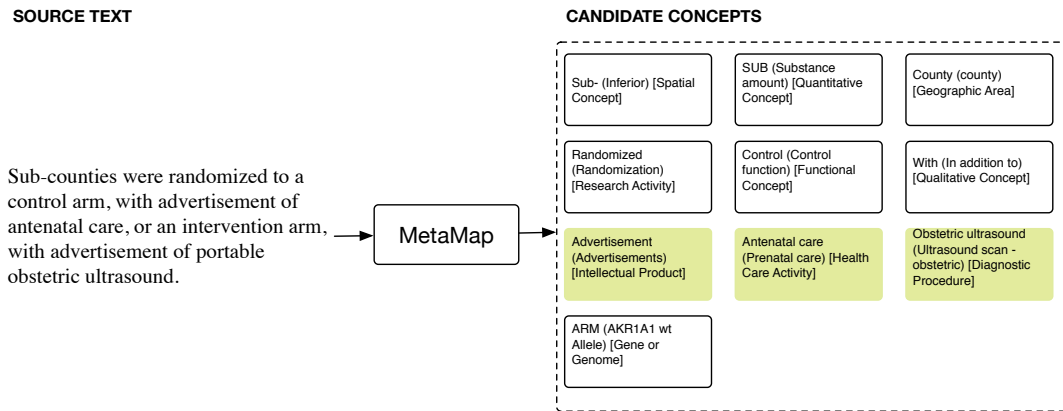 SOURCE TEXT
CANDIDATE CONCEPTS
Sub-counties were randomized to a
control arm, with advertisement of
antenatal care, or an intervention arm,
with advertisement of portable
obstetric ultrasound.
MetaMap
Sub- (Inferior) [Spatial
Concept]
SUB (Substance
amount) [Quantitative
Concept]
County (county)
[Geographic Area]
Randomized
(Randomization)
[Research Activity]
Control (Control
function) [Functional
Concept]
With (In addition to)
[Qualitative Concept]
Advertisement
(Advertisements)
[Intellectual Product]
Antenatal care
(Prenatal care) [Health
Care Activity]
Obstetric ultrasound
(Ultrasound scan -
obstetric) [Diagnostic
Procedure]
ARM (AKR1A1 wt
Allele) [Gene or
Genome]